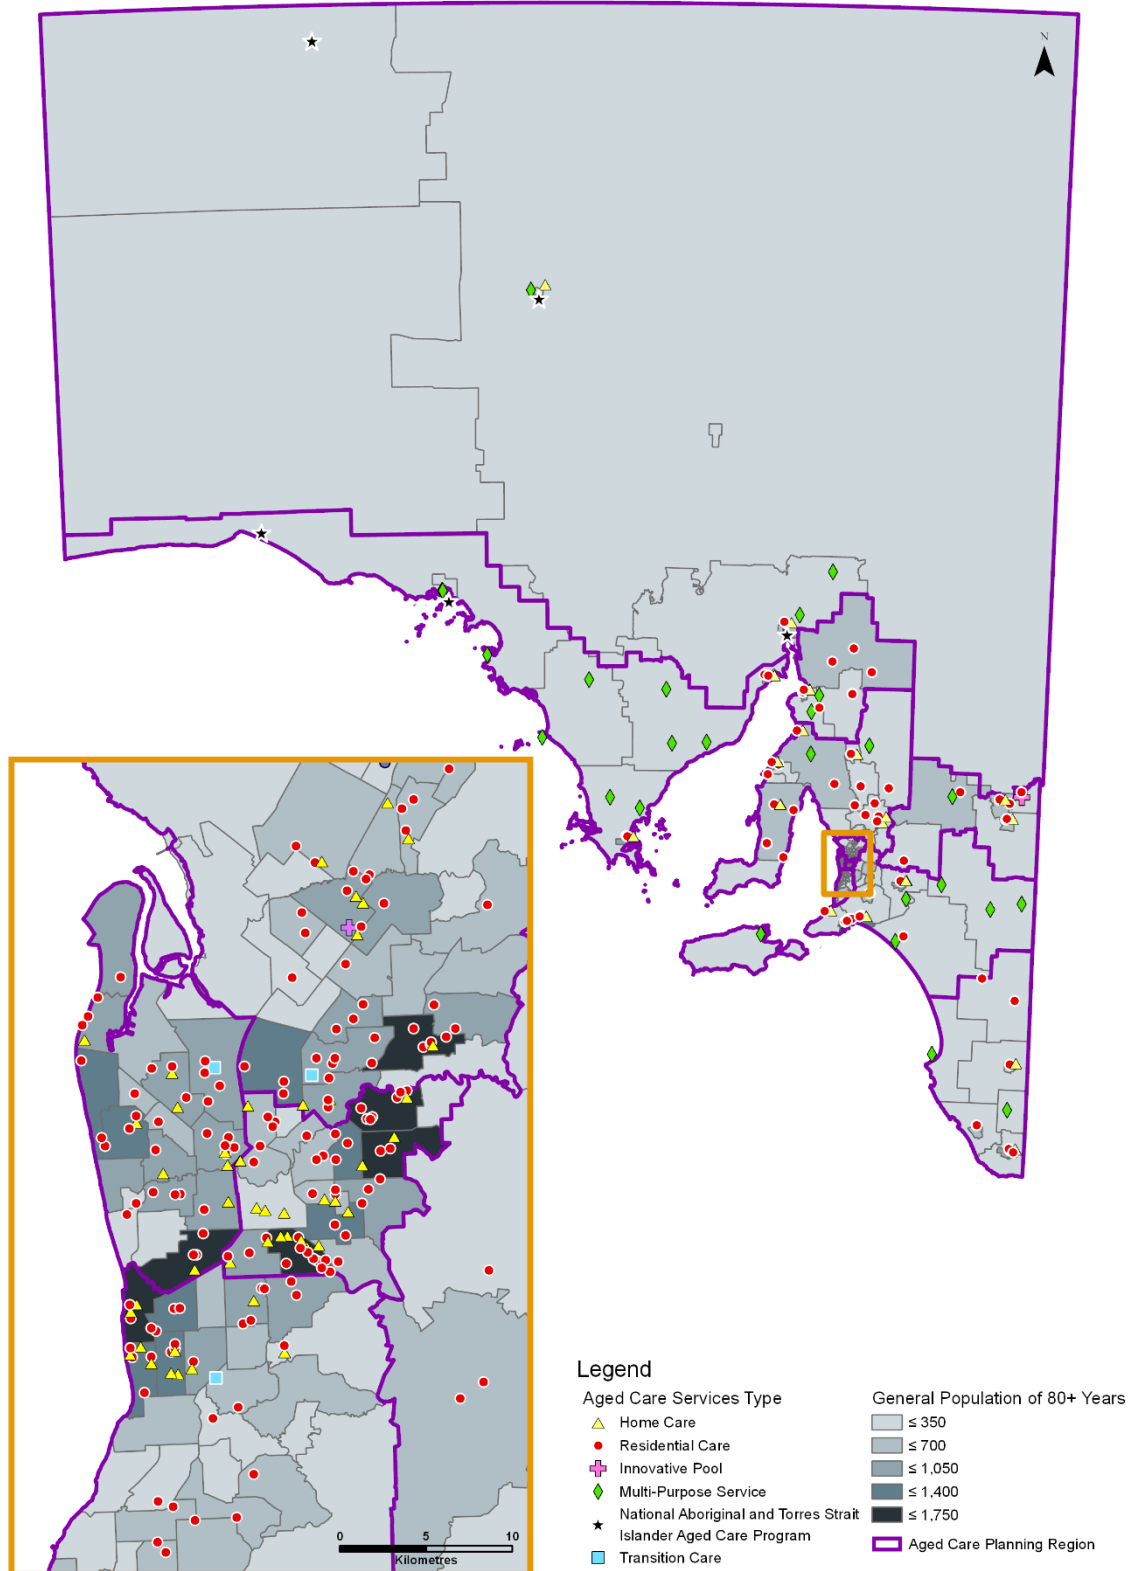 N
Legend
Aged Care Services Type
Home Care
Residential Care
Innovative Pool
Multi-Purpose Service
National Aboriginal and Torres Strait
Islander Aged Care Program
Transition Care
General Population of 80+ Years
≤ 350
≤ 700
≤ 1,050
≤ 1,400
≤ 1,750
Aged Care Planning Region
0 5 10
Kilometres